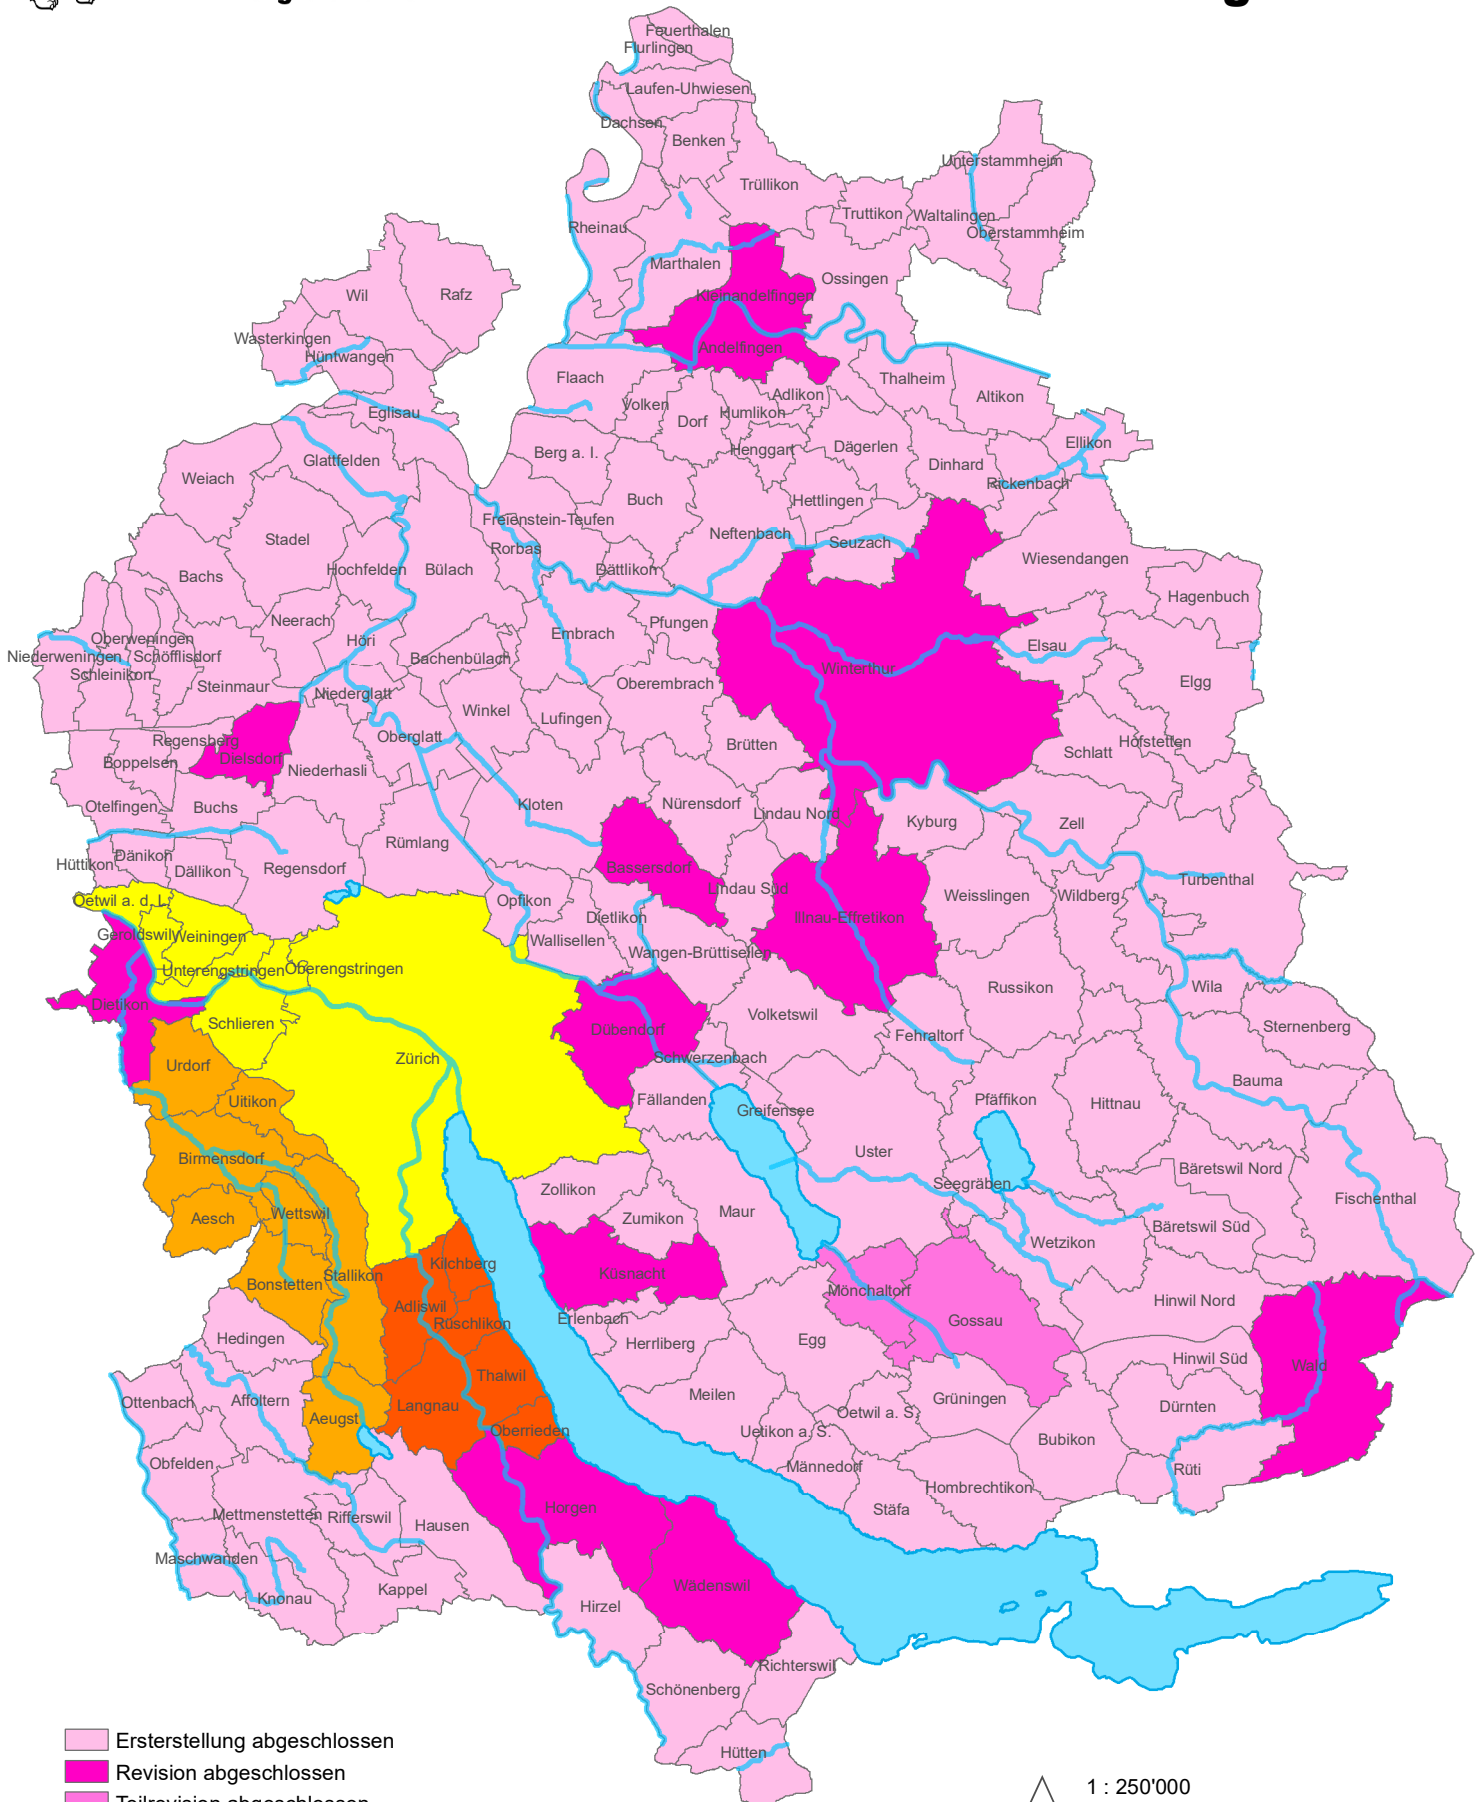 Feuerthalen
Flurlingen
Laufen-Uhwiesen
Dachsen
Benken
Unterstammheim
Trüllikon
Truttikon
Waltalingen
Rheinau
Oberstammheim
Marthalen
Ossingen
Wil
Rafz
Kleinandelfingen
Wasterkingen
Hüntwangen
Andelfingen
Flaach
Thalheim
Adlikon
Altikon
Volken
Humlikon
Eglisau
Dorf
Ellikon
Dägerlen
Henggart
Berg a. I.
Glattfelden
Dinhard
Weiach
Rickenbach
Buch
Hettlingen
Freienstein-Teufen
Neftenbach
Stadel
Seuzach
Rorbas
Wiesendangen
Hochfelden
Bülach
Dättlikon
Bachs
Hagenbuch
Neerach
Pfungen
Embrach
Oberweningen
Höri
Elsau
Niederweningen
Schöfflisdorf
Bachenbülach
Winterthur
Schleinikon
Steinmaur
Oberembrach
Elgg
Niederglatt
Winkel
Lufingen
Regensberg
Oberglatt
Brütten
Hofstetten
Schlatt
Boppelsen
Dielsdorf
Niederhasli
Otelfingen
Buchs
Kloten
Nürensdorf
Lindau Nord
Kyburg
Zell
Rümlang
Dänikon
Hüttikon
Dällikon
Regensdorf
Bassersdorf
Turbenthal
Lindau Süd
Weisslingen
Wildberg
Oetwil a. d. L.
Opfikon
Dietlikon
Illnau-Effretikon
Geroldswil
Weiningen
Wallisellen
Wangen-Brüttisellen
Unterengstringen
Oberengstringen
Russikon
Wila
Dietikon
Volketswil
Schlieren
Dübendorf
Sternenberg
Fehraltorf
Zürich
Schwerzenbach
Urdorf
Bauma
Uitikon
Fällanden
Pfäffikon
Hittnau
Greifensee
Uster
Birmensdorf
Bäretswil Nord
Seegräben
Zollikon
Fischenthal
Aesch
Wettswil
Zumikon
Maur
Bäretswil Süd
Wetzikon
Kilchberg
Küsnacht
Stallikon
Bonstetten
Mönchaltorf
Hinwil Nord
Adliswil
Erlenbach
Gossau
Rüschlikon
Hedingen
Herrliberg
Egg
Hinwil Süd
Wald
Thalwil
Meilen
Grüningen
Ottenbach
Affoltern
Langnau
Dürnten
Oetwil a. S.
Aeugst
Oberrieden
Uetikon a. S.
Bubikon
Obfelden
Männedorf
Rüti
Hombrechtikon
Horgen
Stäfa
Mettmenstetten
Rifferswil
Hausen
Maschwanden
Wädenswil
Kappel
Knonau
Hirzel
Richterswil
Schönenberg
Ersterstellung abgeschlossen
Hütten
Revision abgeschlossen
1 : 250'000
Teilrevision abgeschlossen